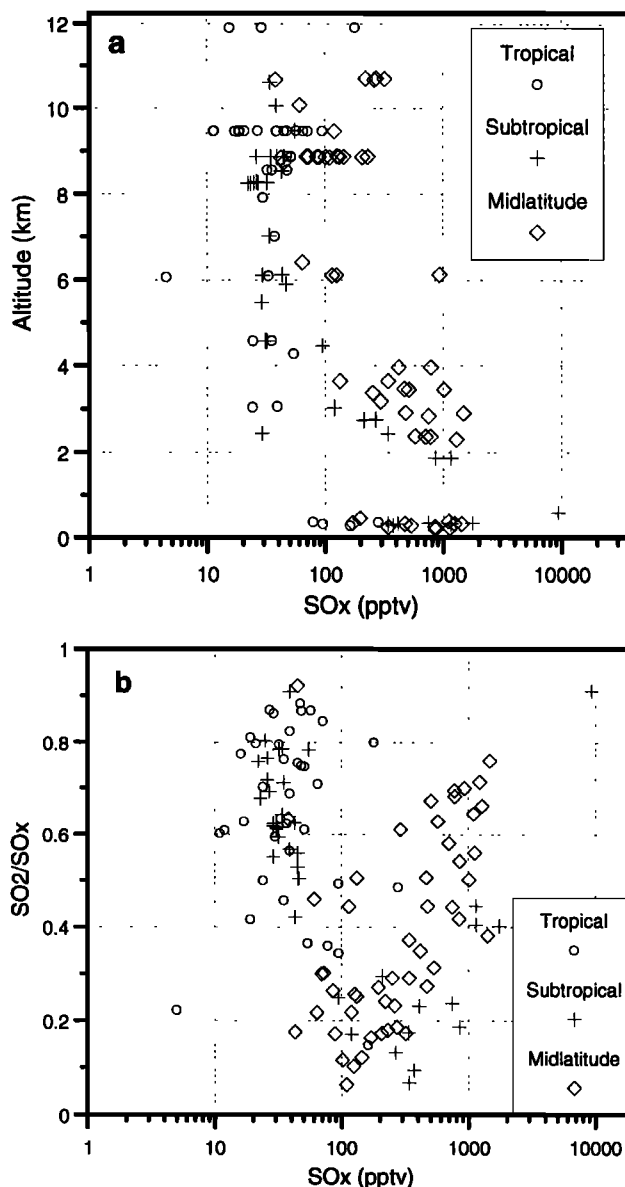 a
12
10
8
6
4
2
0
Altitude (km)
Tropical
Subtropical
Midlatitude
1
10
100
1000
10000
SOx (pptv)
b
1
0.8
0.6
0.4
0.2
0
SO2/SOx
Tropical
Subtropical
Midlatitude
1
10
100
1000
10000
SOx (pptv)